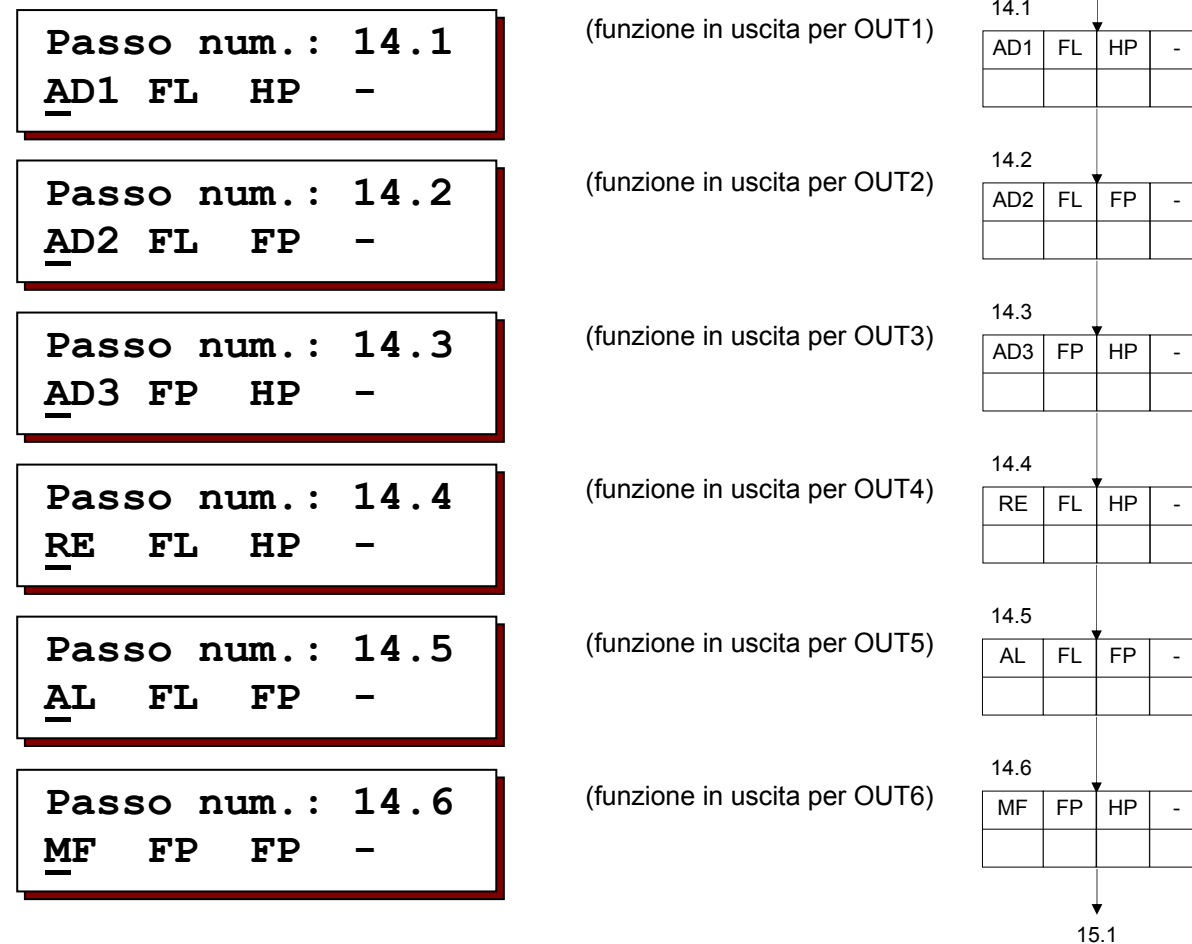 Passo num.: 14.1
AD1 FL HP -
(funzione in uscita per OUT1)
14.1
AD1 FL HP -
Passo num.: 14.2
AD2 FL FP -
(funzione in uscita per OUT2)
14.2
AD2 FL FP -
Passo num.: 14.3
AD3 FP HP -
(funzione in uscita per OUT3)
14.3
AD3 FP HP -
Passo num.: 14.4
RE FL HP -
(funzione in uscita per OUT4)
14.4
RE FL HP -
Passo num.: 14.5
AL FL FP -
(funzione in uscita per OUT5)
14.5
AL FL FP -
Passo num.: 14.6
MF FP FP -
(funzione in uscita per OUT6)
14.6
MF FP HP -
15.1